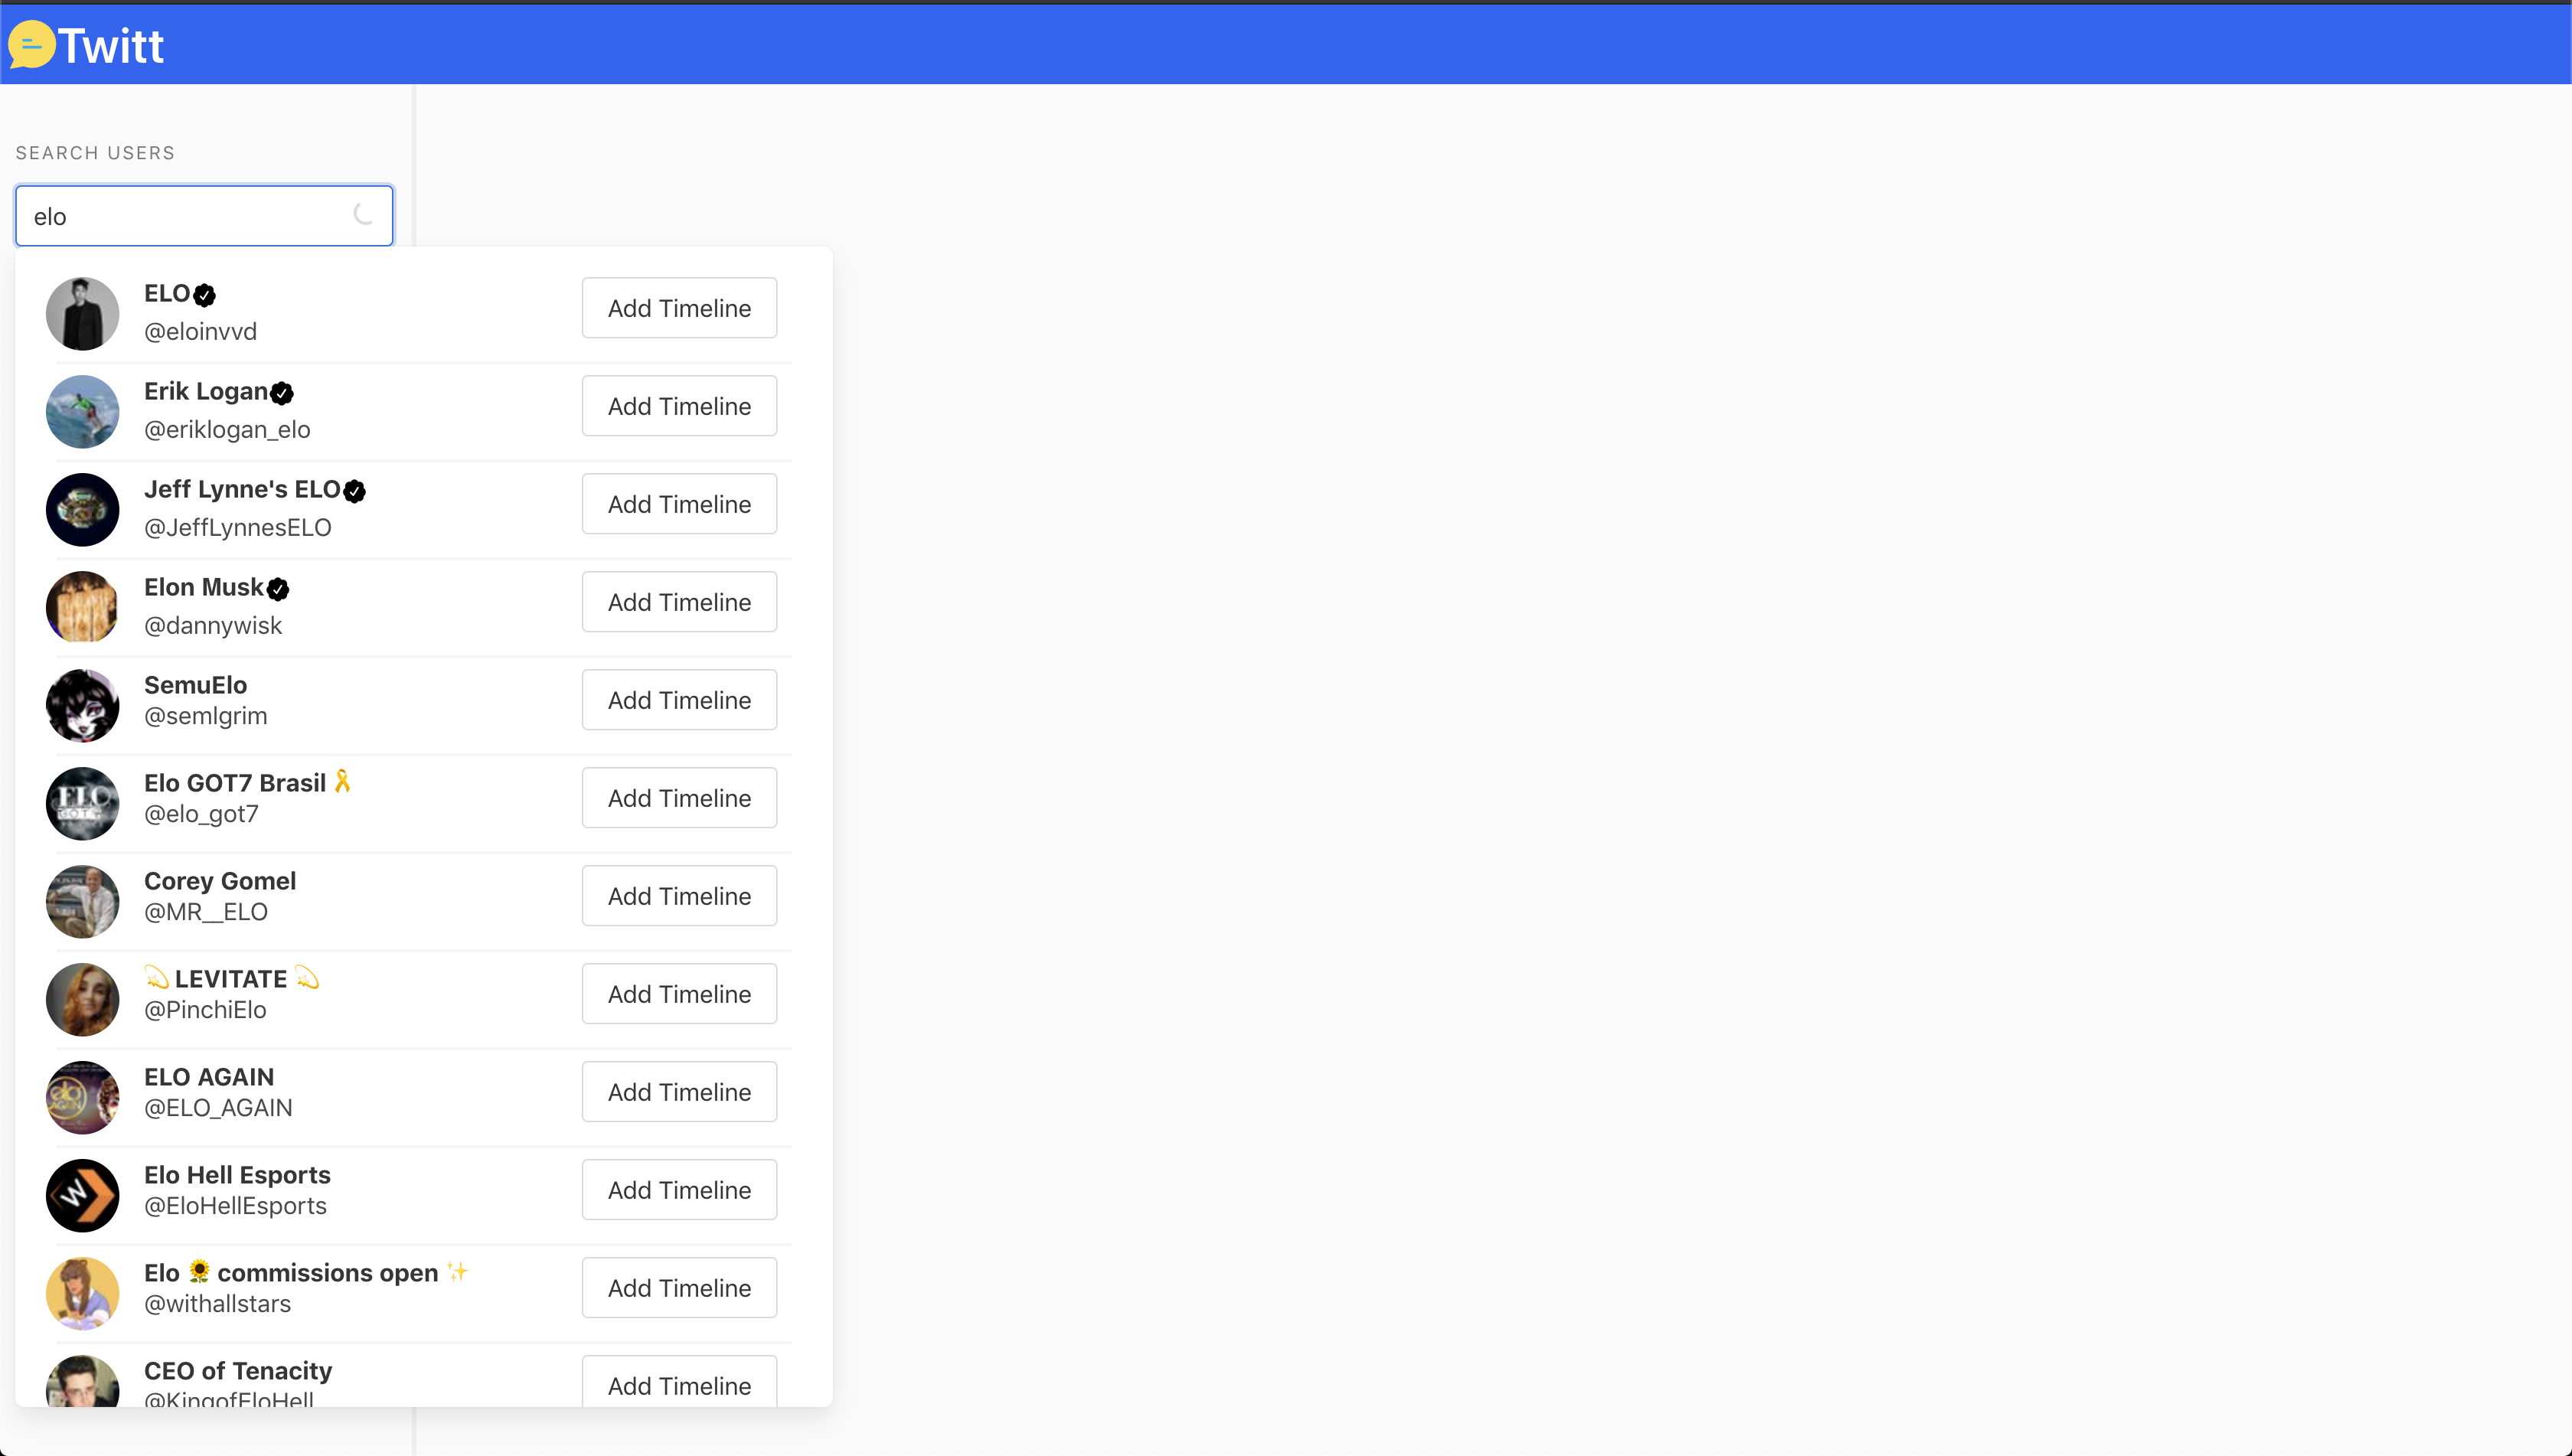 Twitt
SEARCH USERS
elo
ELO
@eloinvvd
Add Timeline
Erik Logan
@eriklogan_elo
Add Timeline
Jeff Lynne's ELO
@JeffLynnesELO
Add Timeline
Elon Musk
@dannywisk
Add Timeline
SemuElo
@semlgrim
Add Timeline
Elo GOT7 Brasil 🎗
@elo_got7
Add Timeline
Corey Gomel
@MR__ELO
Add Timeline
💫 LEVITATE 💫
@PinchiElo
Add Timeline
ELO AGAIN
@ELO_AGAIN
Add Timeline
Elo Hell Esports
@EloHellEsports
Add Timeline
Elo 🌻 commissions open ✨
@withallstars
Add Timeline
CEO of Tenacity
@KingofEloHell
Add Timeline